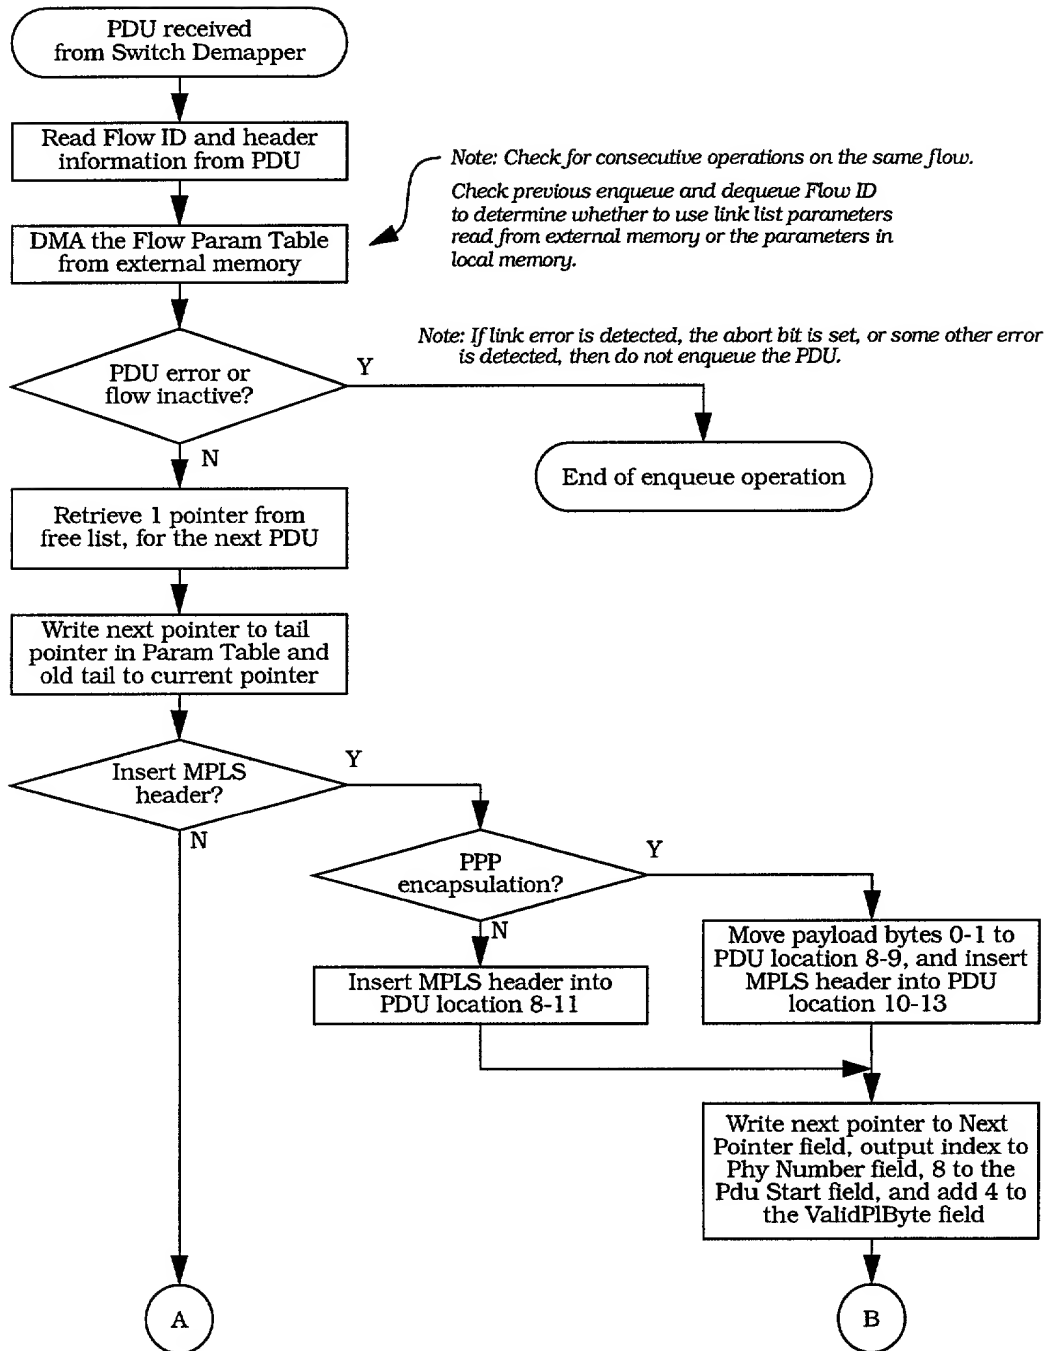 PDU received
from Switch Demapper
Read Flow ID and header
information from PDU
Note: Check for consecutive operations on the same flow.
Check previous enqueue and dequeue Flow ID
to determine whether to use link list parameters
read from external memory or the parameters in
local memory.
DMA the Flow Param Table
from external memory
Note: If link error is detected, the abort bit is set, or some other error
is detected, then do not enqueue the PDU.
PDU error or
flow inactive?
Y
N
End of enqueue operation
Retrieve 1 pointer from
free list, for the next PDU
Write next pointer to tail
pointer in Param Table and
old tail to current pointer
Insert MPLS
header?
Y
N
PPP
encapsulation?
Y
N
Insert MPLS header into
PDU location 8-11
Move payload bytes 0-1 to
PDU location 8-9, and insert
MPLS header into PDU
location 10-13
Write next pointer to Next
Pointer field, output index to
Phy Number field, 8 to the
Pdu Start field, and add 4 to
the ValidPlByte field
A
B